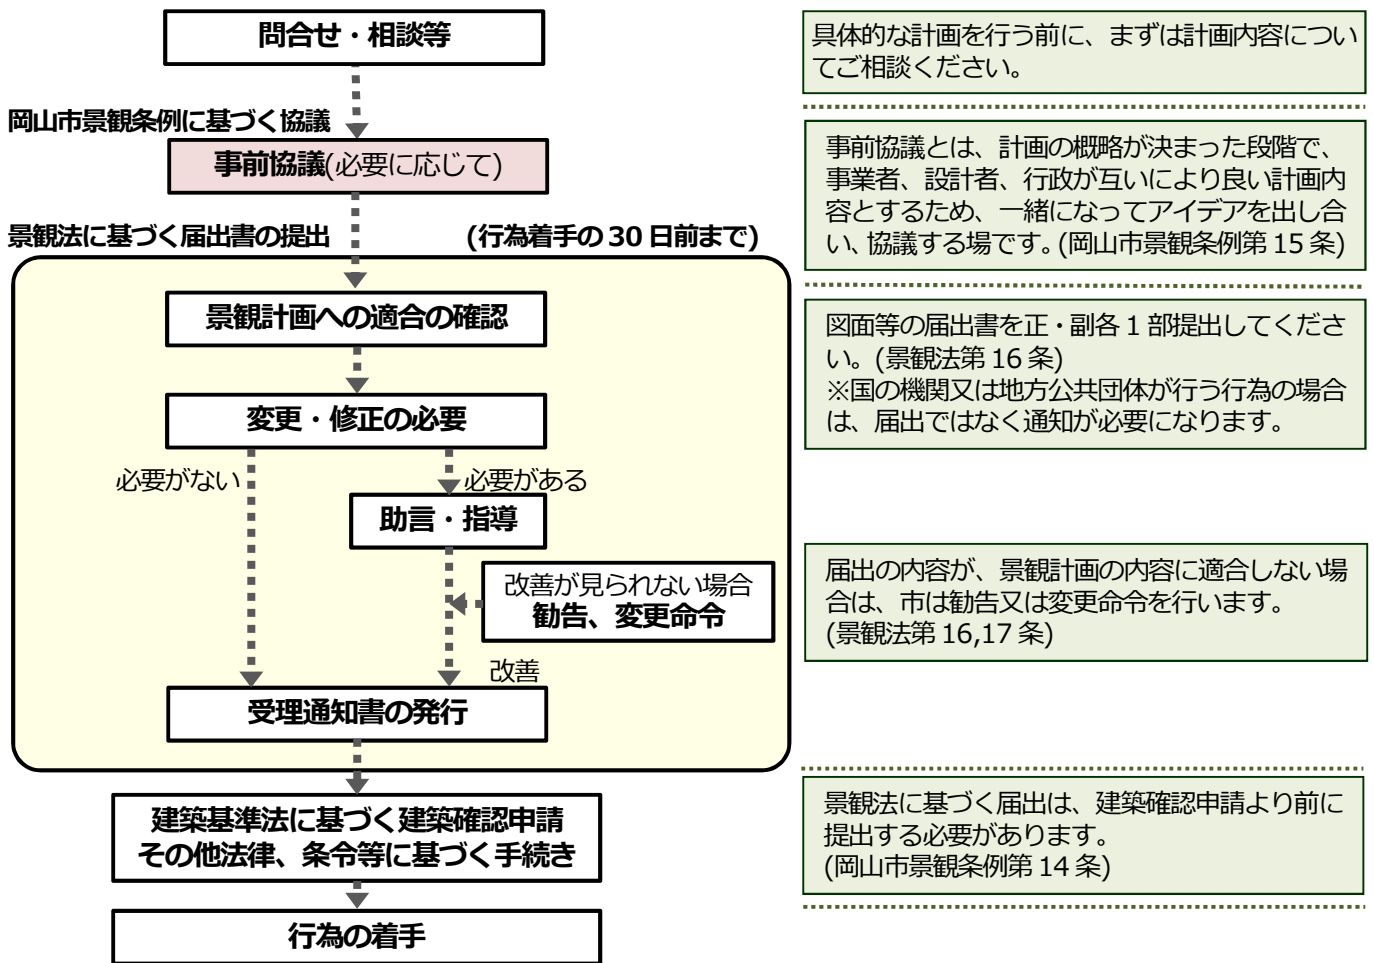 問合せ・相談等
具体的な計画を行う前に、まずは計画内容につい
てご相談ください。
岡山市景観条例に基づく協議
事前協議(必要に応じて)
事前協議とは、計画の概略が決まった段階で、
事業者、設計者、行政が互いにより良い計画内
容とするため、一緒になってアイデアを出し合
い、協議する場です。(岡山市景観条例第 15 条)
景観法に基づく届出書の提出
(行為着手の 30 日前まで)
景観計画への適合の確認
図面等の届出書を正・副各 1 部提出してくださ
い。(景観法第 16 条)
※国の機関又は地方公共団体が行う行為の場合
は、届出ではなく通知が必要になります。
変更・修正の必要
必要がない
必要がある
助言・指導
改善が見られない場合
勧告、変更命令
届出の内容が、景観計画の内容に適合しない場
合は、市は勧告又は変更命令を行います。
(景観法第 16,17 条)
改善
受理通知書の発行
建築基準法に基づく建築確認申請
その他法律、条令等に基づく手続き
景観法に基づく届出は、建築確認申請より前に
提出する必要があります。
(岡山市景観条例第 14 条)
行為の着手